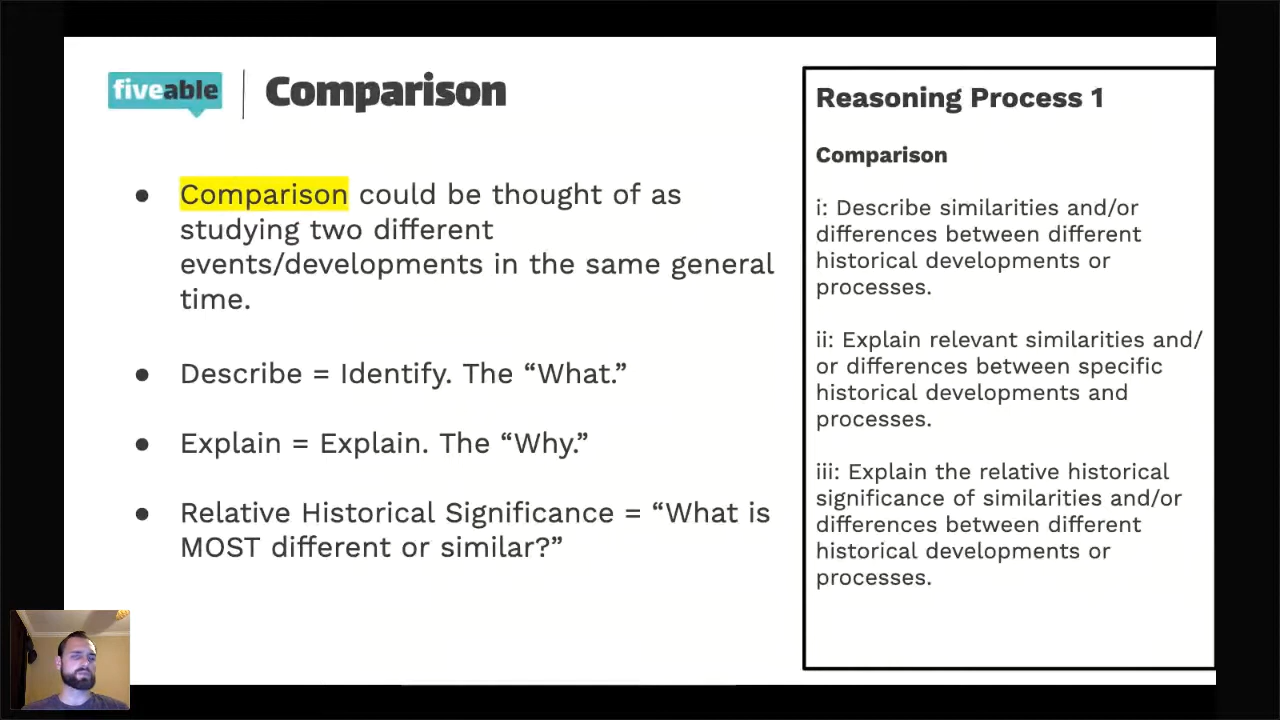 fiveable
Comparison
● Comparison could be thought of as
studying two different
events/developments in the same general
time.
● Describe = Identify. The “What.”
● Explain = Explain. The “Why.”
● Relative Historical Significance = “What is
MOST different or similar?”
Reasoning Process 1
Comparison
i: Describe similarities and/or
differences between different
historical developments or
processes.
ii: Explain relevant similarities and/
or differences between specific
historical developments and
processes.
iii: Explain the relative historical
significance of similarities and/or
differences between different
historical developments or
processes.